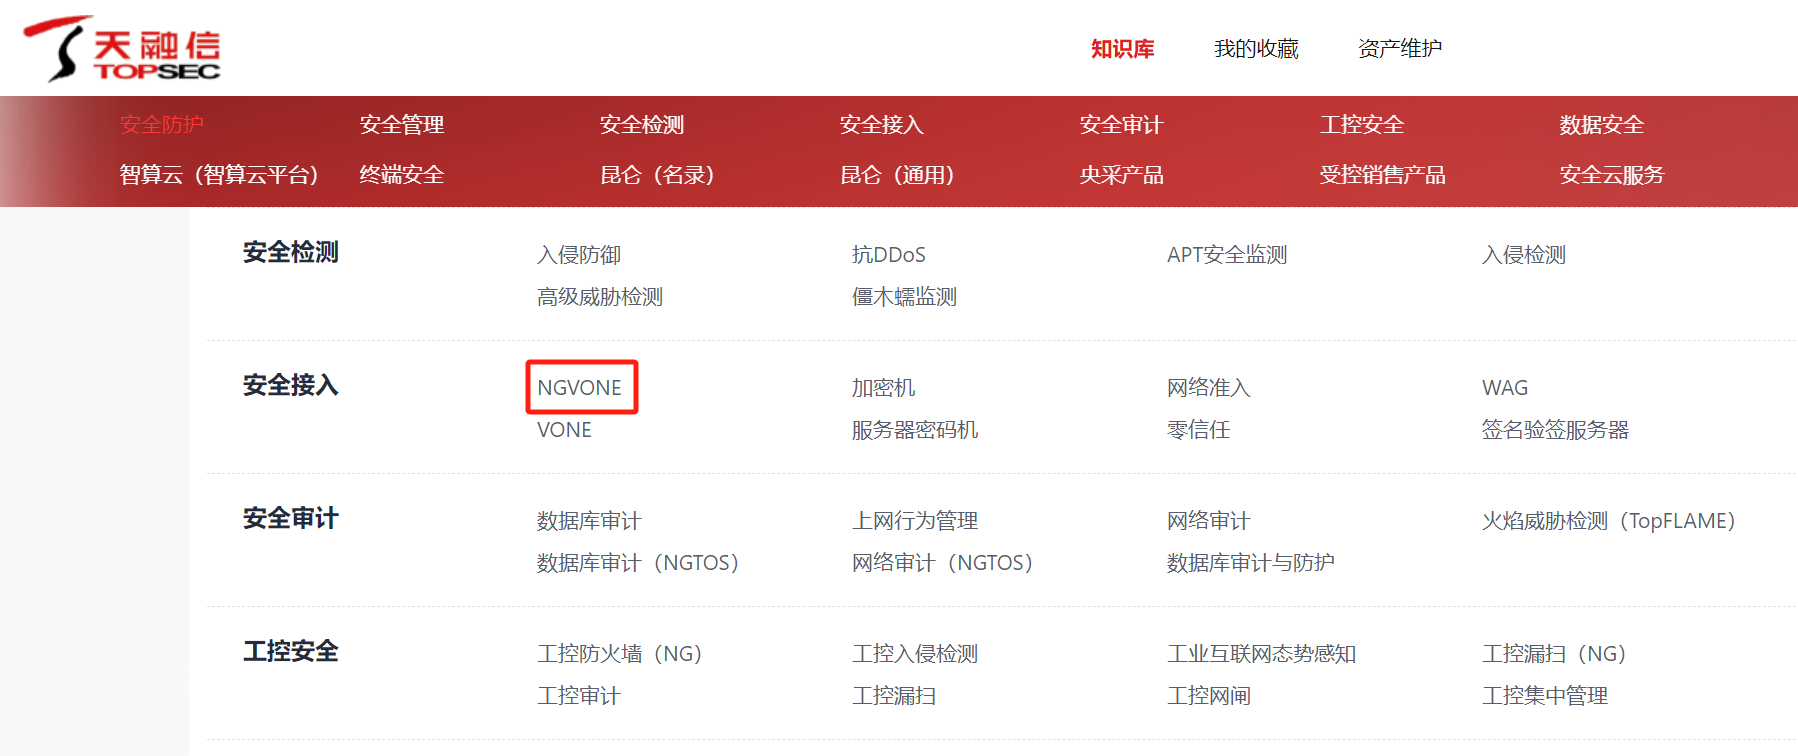 天融信
TOPSEC
知识库 我的收藏 资产维护
安全防护 安全管理 安全检测 安全接入 安全审计 工控安全 数据安全
智算云（智算云平台） 终端安全 昆仑（名录） 昆仑（通用） 央采产品 受控销售产品 安全云服务
安全检测 入侵防御 抗DDoS APT安全监测 入侵检测
高级威胁检测 僵木蠕监测
安全接入 NGVONE 加密机 网络准入 WAG
VONE 服务器密码机 零信任 签名验签服务器
安全审计 数据库审计 上网行为管理 网络审计 火焰威胁检测（TopFLAME）
数据库审计（NGTOS） 网络审计（NGTOS） 数据库审计与防护
工控安全 工控防火墙（NG） 工控入侵检测 工业互联网态势感知 工控漏扫（NG）
工控审计 工控漏扫 工控网闸 工控集中管理